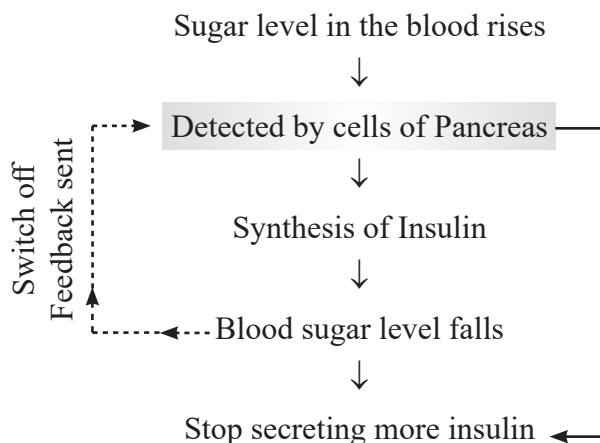 Sugar level in the blood rises
Detected by cells of Pancreas
Switch off
Feedback sent
Synthesis of Insulin
Blood sugar level falls
Stop secreting more insulin